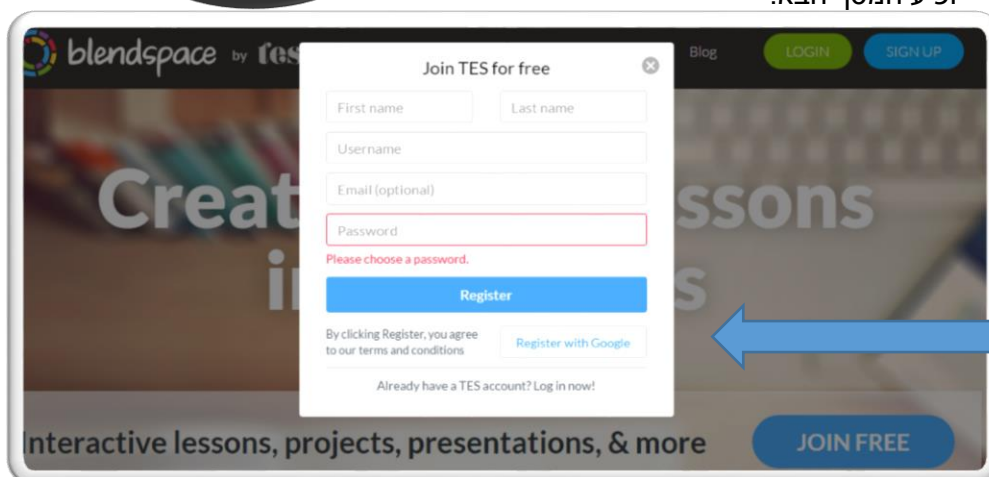 blendspace by tes
Blog
LOGIN
SIGN UP
Join TES for free
First name
Last name
Username
Email (optional)
Password
Please choose a password.
Register
By clicking Register, you agree
to our terms and conditions
Register with Google
Already have a TES account? Log in now!
Interactive lessons, projects, presentations, & more
JOIN FREE